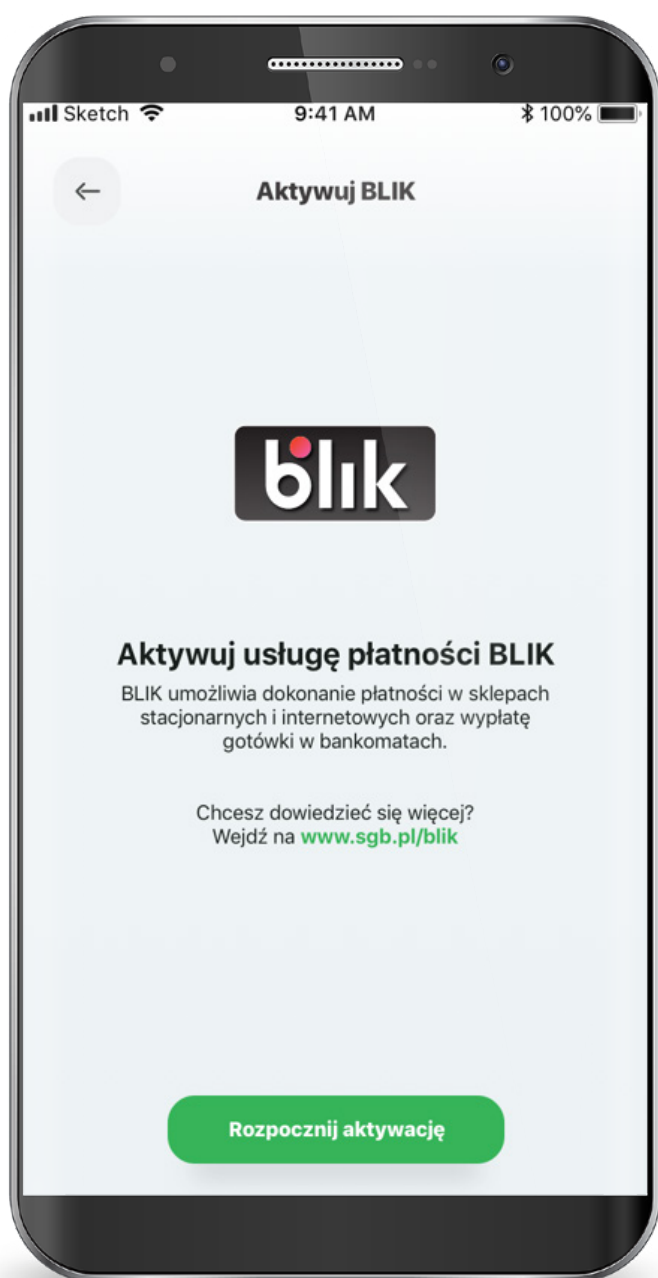 Sketch 9:41 AM 100%
Aktywuj BLIK
blik
Aktywuj usługę płatności BLIK
BLIK umożliwia dokonanie płatności w sklepach
stacjonarnych i internetowych oraz wypłatę
gotówki w bankomatach.
Chcesz dowiedzieć się więcej?
Wejdź na www.sgb.pl/blik
Rozpocznij aktywację